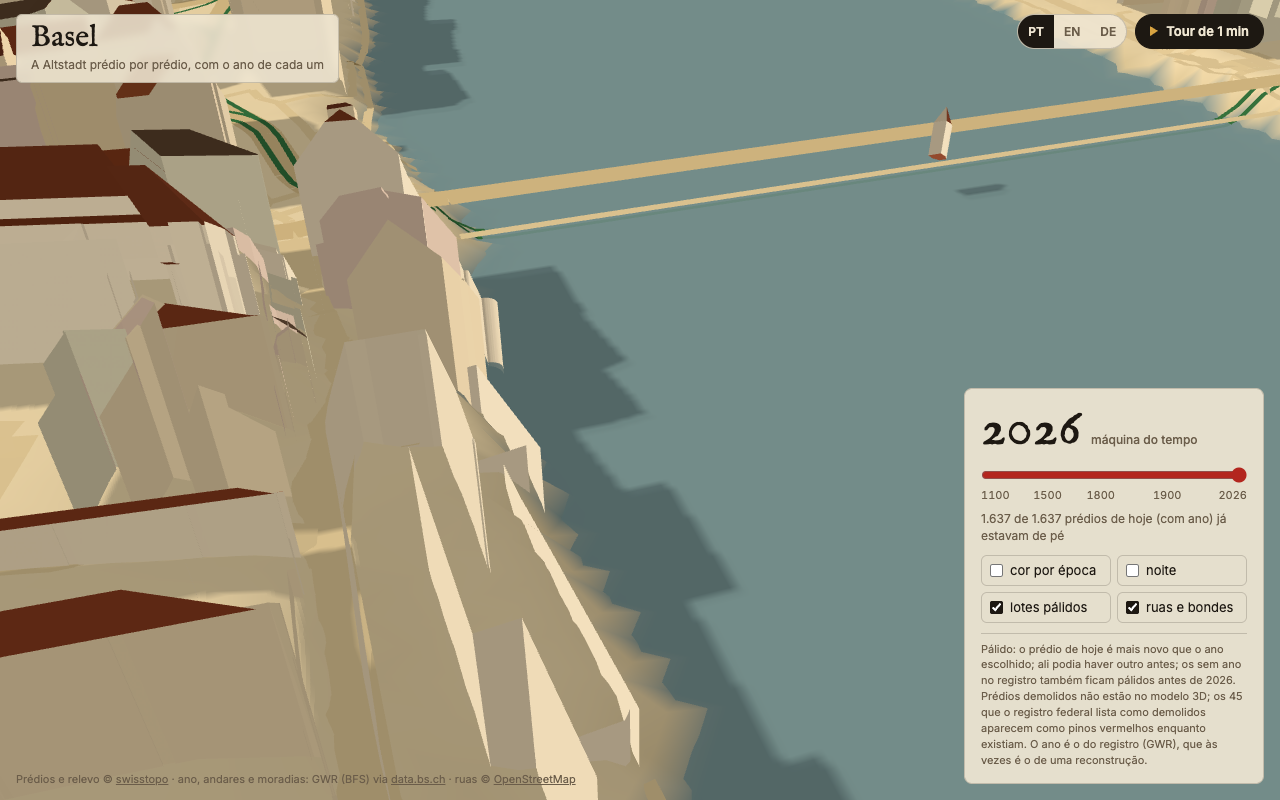 Basel
A Altstadt prédio por prédio, com o ano de cada um
PT EN DE
Tour de 1 min
2026 máquina do tempo
1100 1500 1800 1900 2026
1.637 de 1.637 prédios de hoje (com ano) já
estavam de pé
cor por época
noite
lotes pálidos
ruas e bondes
Pálido: o prédio de hoje é mais novo que o ano
escolhido; ali podia haver outro antes; os sem ano
no registro também ficam pálidos antes de 2026.
Prédios demolidos não estão no modelo 3D; os 45
que o registro federal lista como demolidos
aparecem como pinos vermelhos enquanto
existiam. O ano é o do registro (GWR), que às
vezes é o de uma reconstrução.
Prédios e relevo © swisstopo · ano, andares e moradias: GWR (BFS) via data.bs.ch · ruas © OpenStreetMap